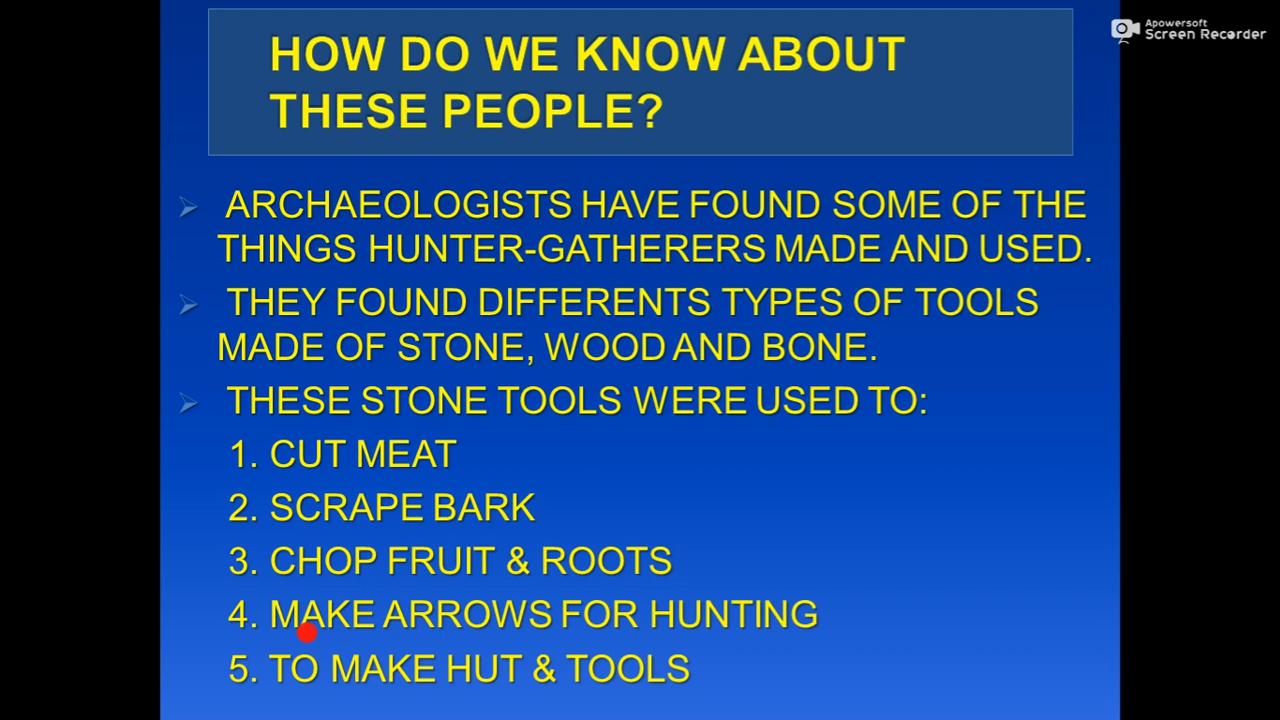 Apowersoft
Screen Recorder
HOW DO WE KNOW ABOUT
THESE PEOPLE?
ARCHAEOLOGISTS HAVE FOUND SOME OF THE
THINGS HUNTER-GATHERERS MADE AND USED.
THEY FOUND DIFFERENTS TYPES OF TOOLS
MADE OF STONE, WOOD AND BONE.
THESE STONE TOOLS WERE USED TO:
1. CUT MEAT
2. SCRAPE BARK
3. CHOP FRUIT & ROOTS
4. MAKE ARROWS FOR HUNTING
5. TO MAKE HUT & TOOLS